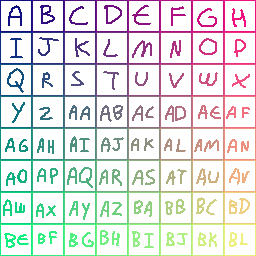 A B C D E F G H
I J K L M N O P
Q R S T U V W X
Y Z AA AB AC AD AE AF
AG AH AI AJ AK AL AM AN
AO AP AQ AR AS AT AU AV
AW AX AY AZ BA BB BC BD
BE BF BG BH BI BJ BK BL